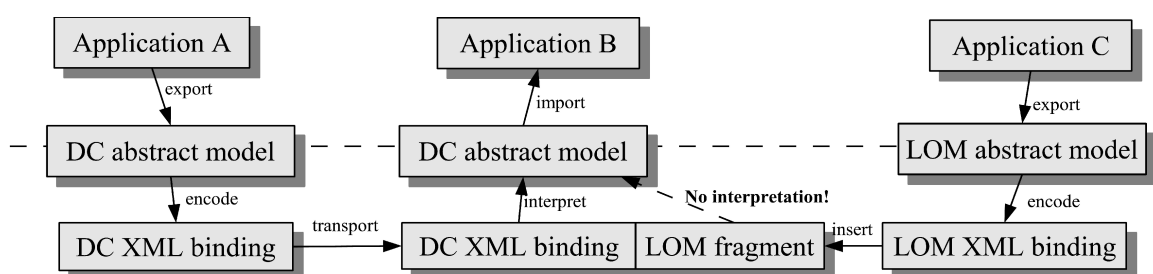 Application A
Application B
Application C
export
import
export
DC abstract model
DC abstract model
LOM abstract model
encode
interpret
No interpretation!
encode
DC XML binding
transport
DC XML binding
LOM fragment
insert
LOM XML binding